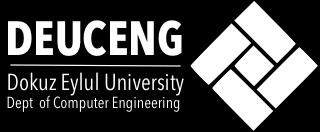 DEUCENG
Dokuz Eylul University
Dept of Computer Engineering